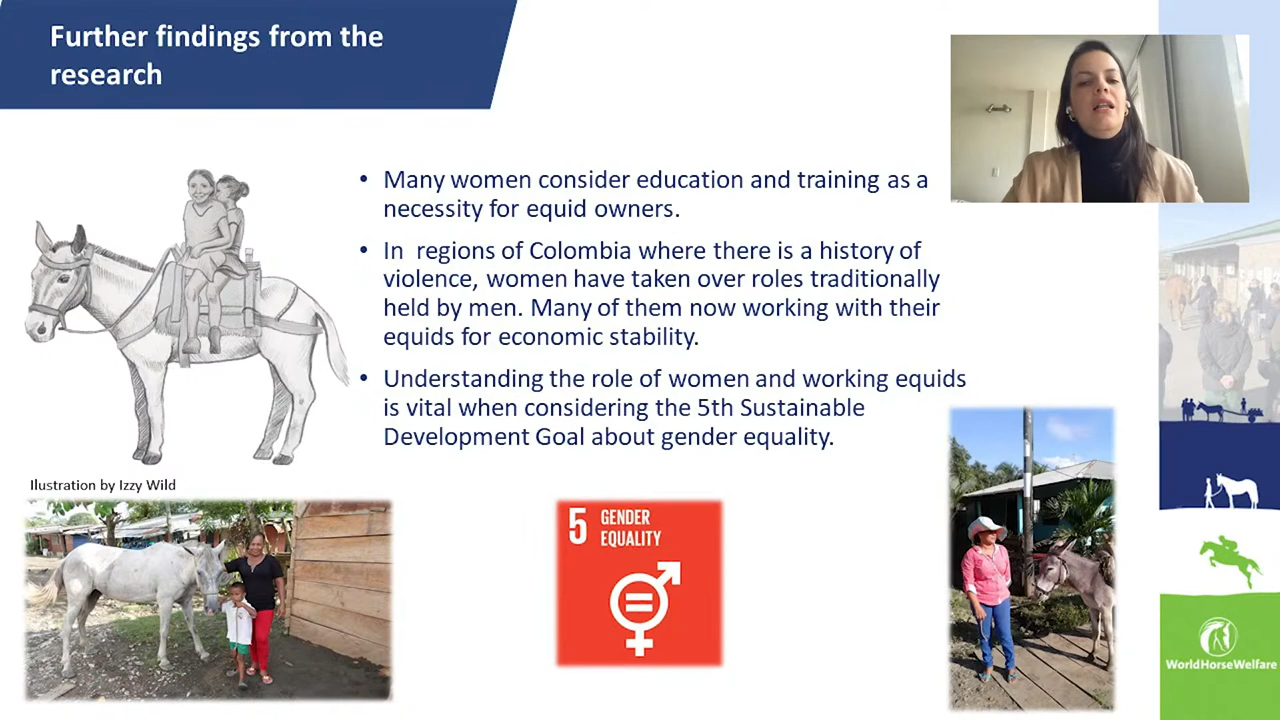 Further findings from the
research
• Many women consider education and training as a
necessity for equid owners.
• In regions of Colombia where there is a history of
violence, women have taken over roles traditionally
held by men. Many of them now working with their
equids for economic stability.
• Understanding the role of women and working equids
is vital when considering the 5th Sustainable
Development Goal about gender equality.
Ilustration by Izzy Wild
5 GENDER
EQUALITY
WorldHorseWelfare